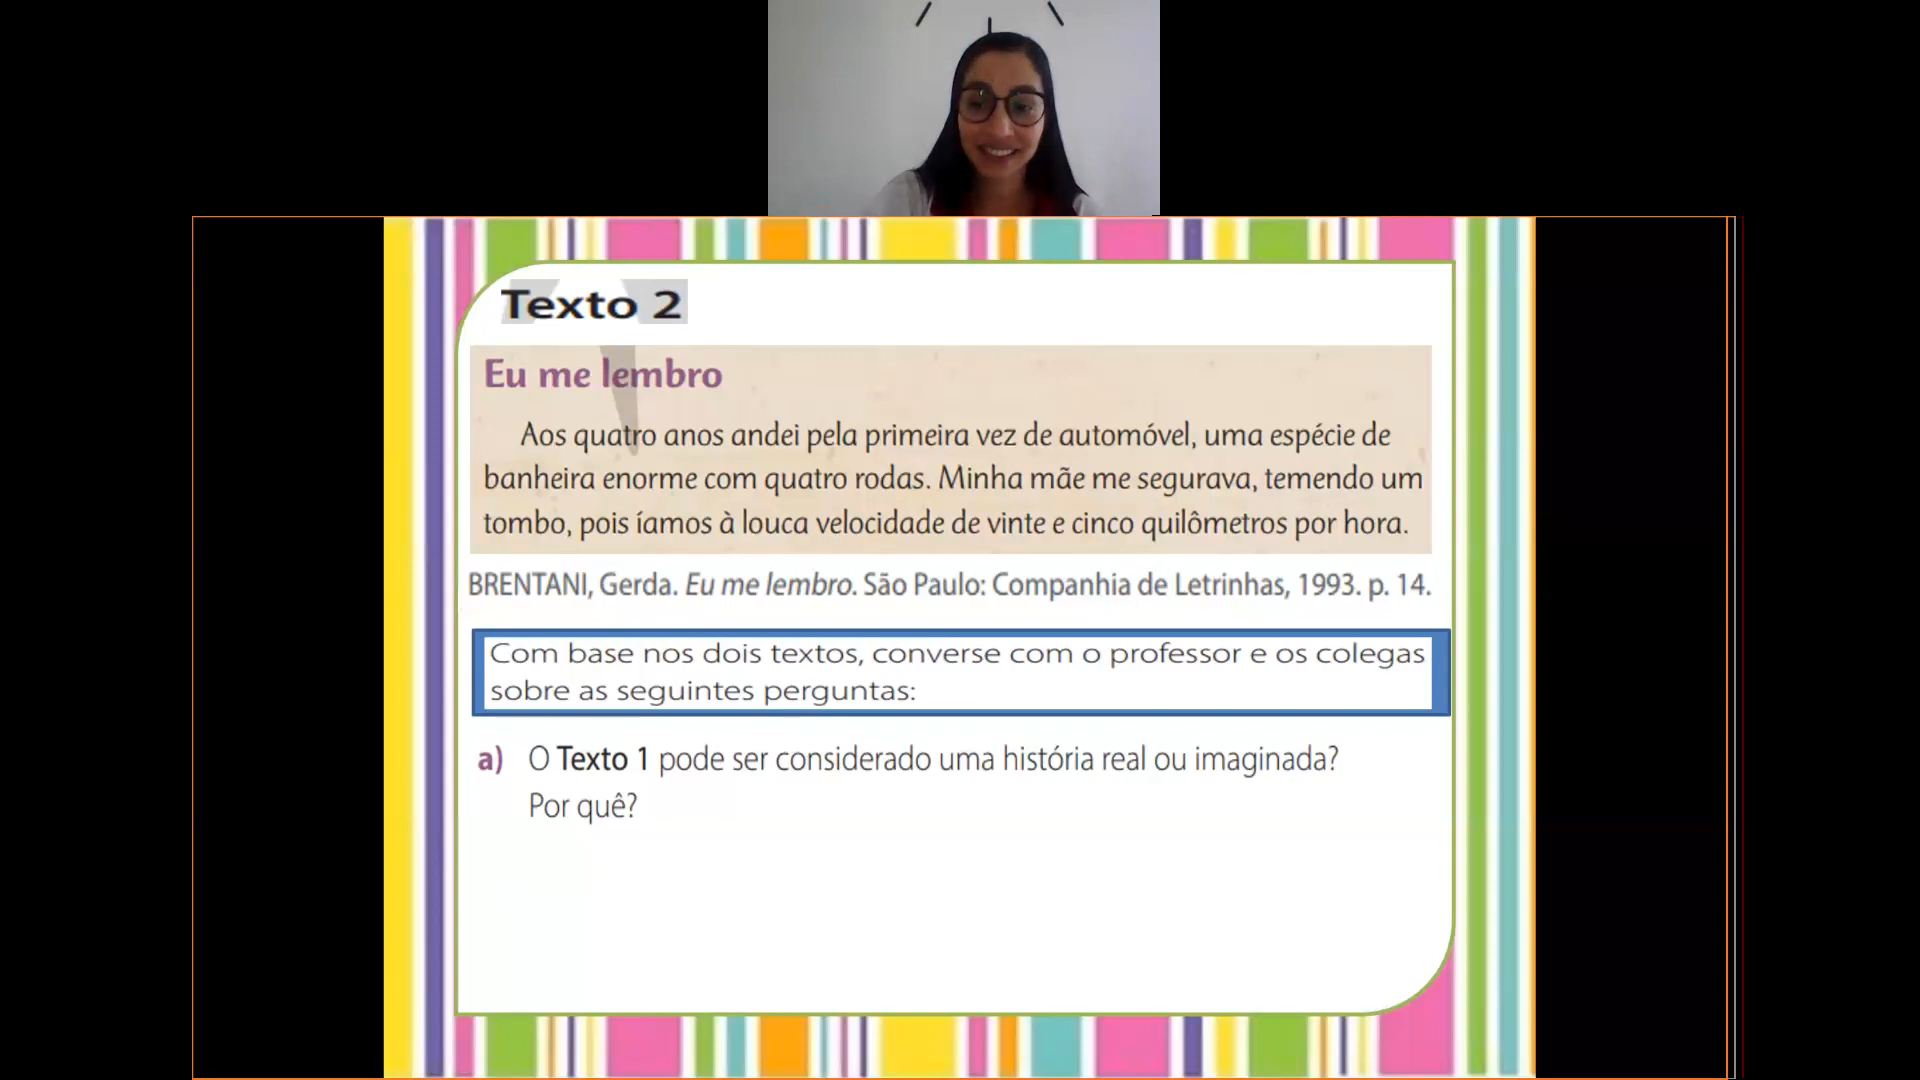 Texto 2
Eu me lembro
Aos quatro anos andei pela primeira vez de automóvel, uma espécie de
banheira enorme com quatro rodas. Minha mãe me segurava, temendo um
tombo, pois íamos à louca velocidade de vinte e cinco quilômetros por hora.
BRENTANI, Gerda. Eu me lembro. São Paulo: Companhia de Letrinhas, 1993. p. 14.
Com base nos dois textos, converse com o professor e os colegas
sobre as seguintes perguntas:
a) O Texto 1 pode ser considerado uma história real ou imaginada?
Por quê?